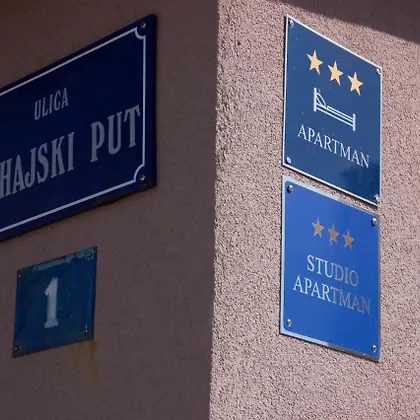 ULICA
HAJSKI PUT
1
APARTMAN
STUDIO
APARTMAN